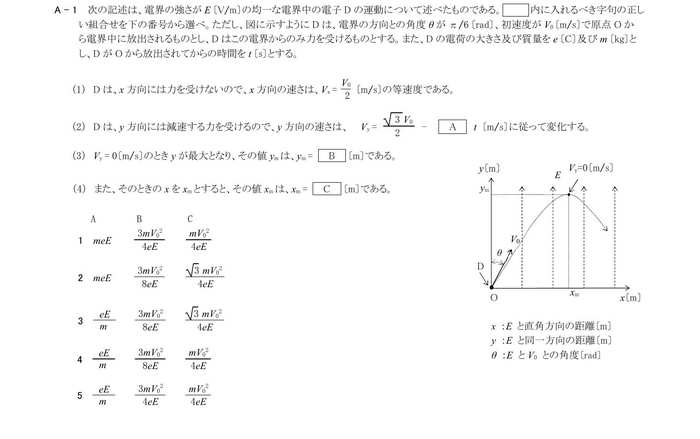 A－1　次の記述は、電界の強さが E〔V/m〕の均一な電界中の電子Dの運動について述べたものである。□内に入れるべき字句の正し
い組合せを下の番号から選べ。ただし、図に示すようにDは、電界の方向との角度θがπ/6〔rad〕、初速度が V₀〔m/s〕で原点Oか
ら電界中に放出されるものとし、Dはこの電界からのみ力を受けるものとする。また、Dの電荷の大きさ及び質量を e〔C〕及び m〔kg〕と
し、DがOから放出されてからの時間を t〔s〕とする。
(1) Dは、x 方向には力を受けないので、x 方向の速さは、Vₓ = V₀/2〔m/s〕の等速度である。
(2) Dは、y 方向には減速する力を受けるので、y 方向の速さは、 Vy = √3 V₀/2 － A t〔m/s〕に従って変化する。
(3) Vy = 0〔m/s〕のとき y が最大となり、その値 ym は、ym = B〔m〕である。
(4) また、そのときの x を xm とすると、その値 xm は、xm = C〔m〕である。
A B C
1 meE 3mV₀²/4eE mV₀²/4eE
2 meE 3mV₀²/8eE √3 mV₀²/4eE
3 eE/m 3mV₀²/8eE √3 mV₀²/4eE
4 eE/m 3mV₀²/8eE mV₀²/4eE
5 eE/m 3mV₀²/4eE mV₀²/4eE
y〔m〕 E Vy=0〔m/s〕
ym
V₀
θ
D
O xm x〔m〕
x ：E と直角方向の距離〔m〕
y ：E と同一方向の距離〔m〕
θ ：E と V₀ との角度〔rad〕